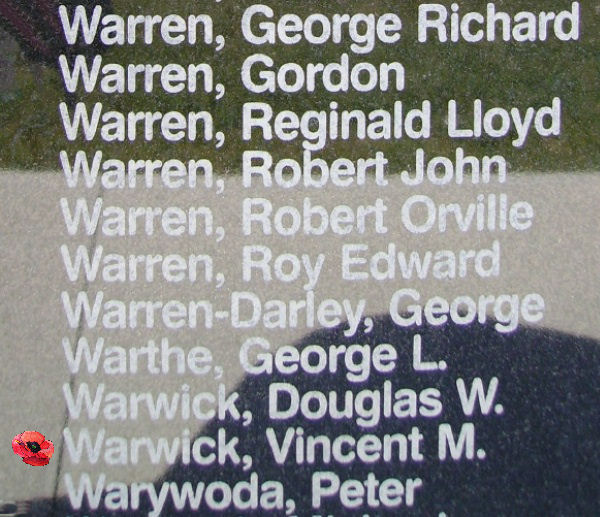 Warren, George Richard
Warren, Gordon
Warren, Reginald Lloyd
Warren, Robert John
Warren, Robert Orville
Warren, Roy Edward
Warren-Darley, George
Warthe, George L.
Warwick, Douglas W.
Warwick, Vincent M.
Warywoda, Peter